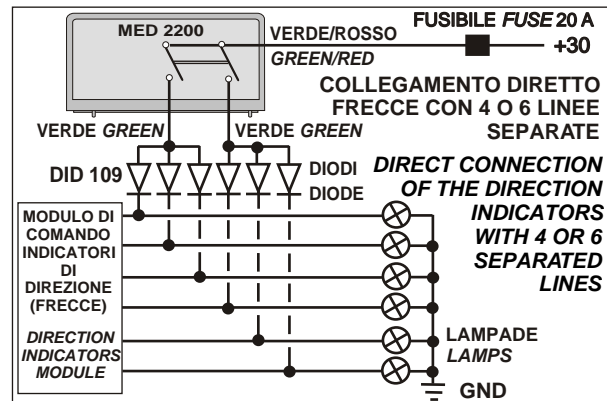 MED 2200
VERDE/ROSSO
GREEN/RED
FUSIBILE FUSE 20 A
+30
COLLEGAMENTO DIRETTO
FRECCE CON 4 O 6 LINEE
SEPARATE
VERDE GREEN
VERDE GREEN
DID 109
DIODI
DIODE
DIRECT CONNECTION
OF THE DIRECTION
INDICATORS
WITH 4 OR 6
SEPARATED
LINES
MODULO DI
COMANDO
INDICATORI
DI
DIREZIONE
(FRECCE)
DIRECTION
INDICATORS
MODULE
LAMPADE
LAMPS
GND